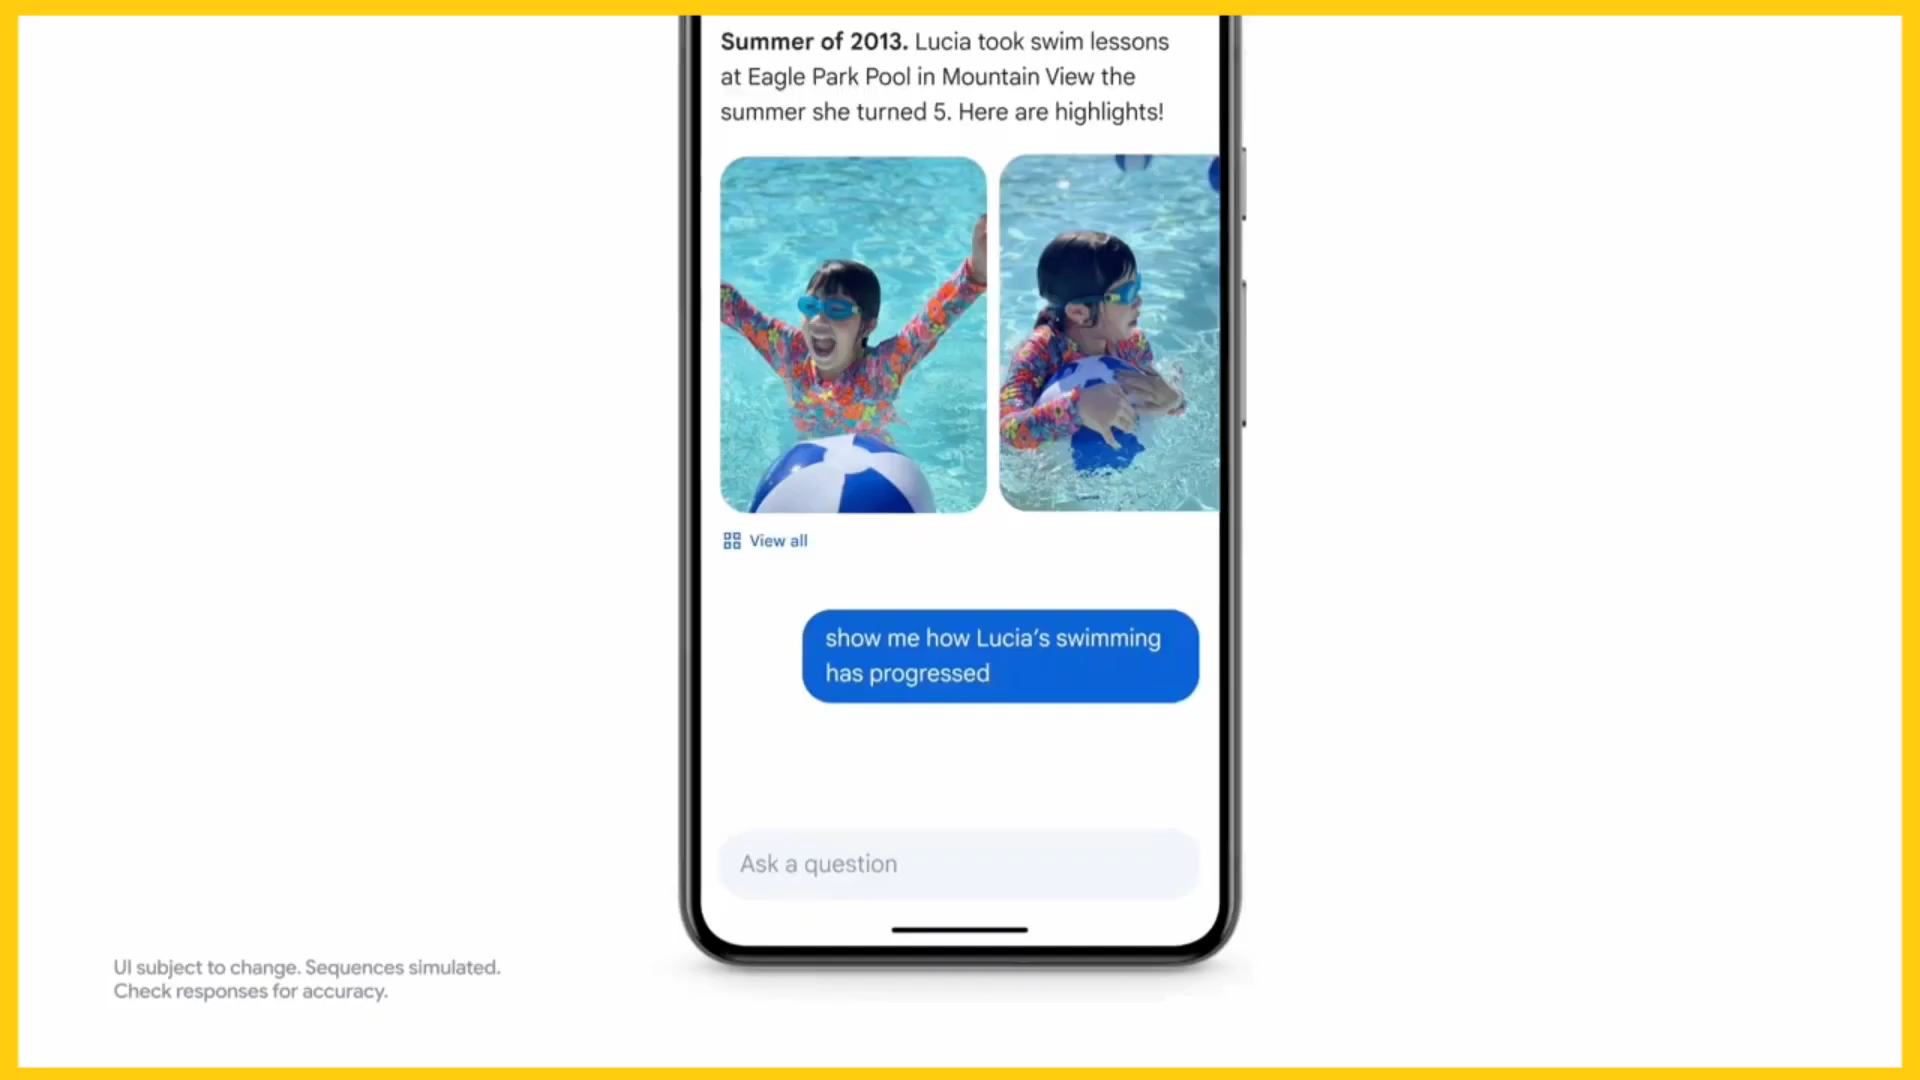 Summer of 2013. Lucia took swim lessons
at Eagle Park Pool in Mountain View the
summer she turned 5. Here are highlights!
View all
show me how Lucia’s swimming
has progressed
Ask a question
UI subject to change. Sequences simulated.
Check responses for accuracy.